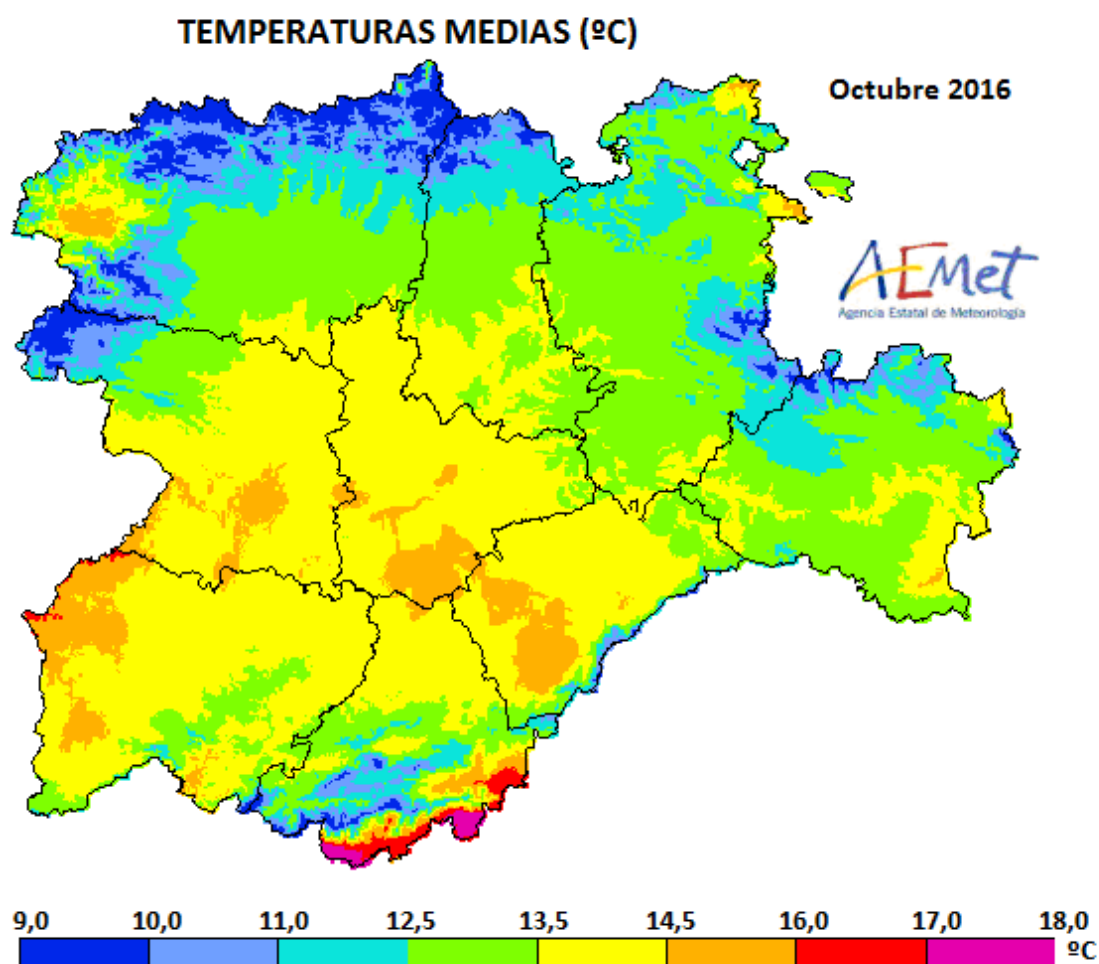 TEMPERATURAS MEDIAS (ºC)
Octubre 2016
AEMet
Agencia Estatal de Meteorología
9,0 10,0 11,0 12,5 13,5 14,5 16,0 17,0 18,0
ºC